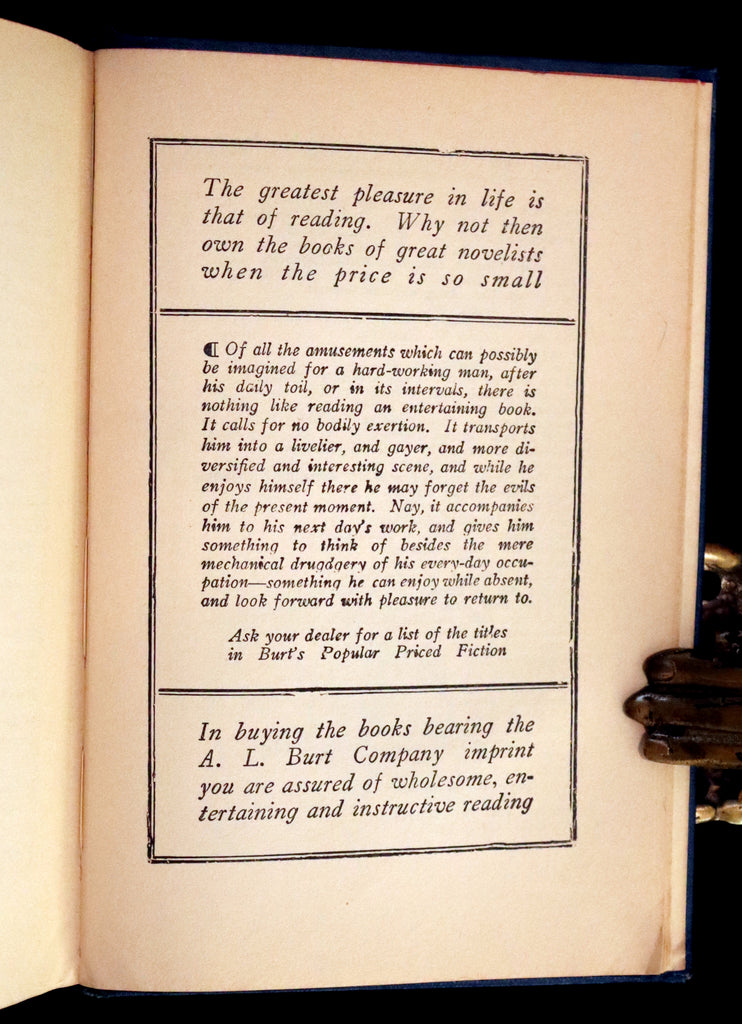 The greatest pleasure in life is
that of reading. Why not then
own the books of great novelists
when the price is so small
¶ Of all the amusements which can possibly
be imagined for a hard-working man, after
his daily toil, or in its intervals, there is
nothing like reading an entertaining book.
It calls for no bodily exertion. It transports
him into a livelier, and gayer, and more di-
versified and interesting scene, and while he
enjoys himself there he may forget the evils
of the present moment. Nay, it accompanies
him to his next day's work, and gives him
something to think of besides the mere
mechanical drugdgery of his every-day occu-
pation—something he can enjoy while absent,
and look forward with pleasure to return to.
Ask your dealer for a list of the titles
in Burt's Popular Priced Fiction
In buying the books bearing the
A. L. Burt Company imprint
you are assured of wholesome, en-
tertaining and instructive reading